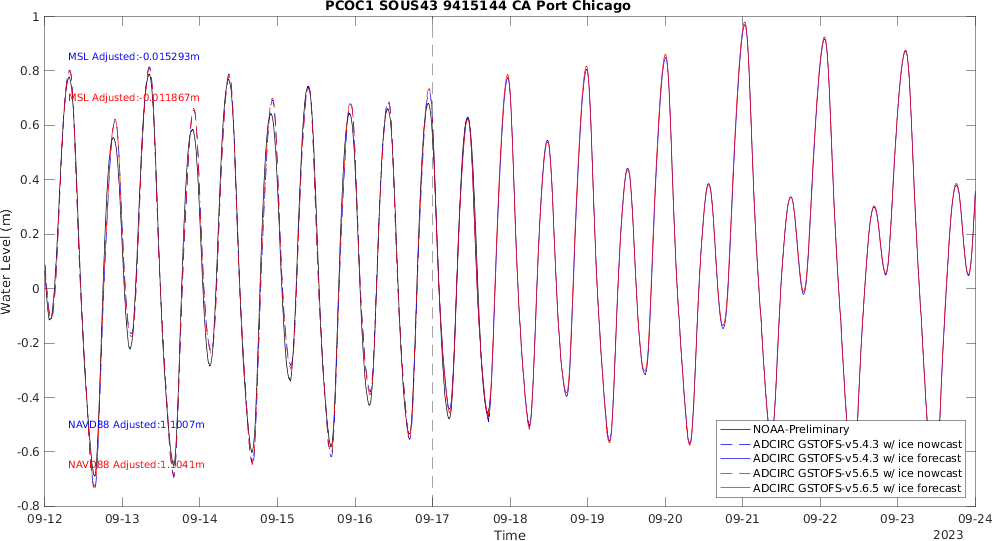 PCOC1 SOUS43 9415144 CA Port Chicago
Water Level (m)
1
0.8
0.6
0.4
0.2
0
-0.2
-0.4
-0.6
-0.8
MSL Adjusted:-0.015293m
MSL Adjusted:-0.011867m
NAVD88 Adjusted:1.1007m
NAVD88 Adjusted:1.1041m
NOAA-Preliminary
ADCIRC GSTOFS-v5.4.3 w/ ice nowcast
ADCIRC GSTOFS-v5.4.3 w/ ice forecast
ADCIRC GSTOFS-v5.6.5 w/ ice nowcast
ADCIRC GSTOFS-v5.6.5 w/ ice forecast
09-12 09-13 09-14 09-15 09-16 09-17 09-18 09-19 09-20 09-21 09-22 09-23 09-24
Time
2023